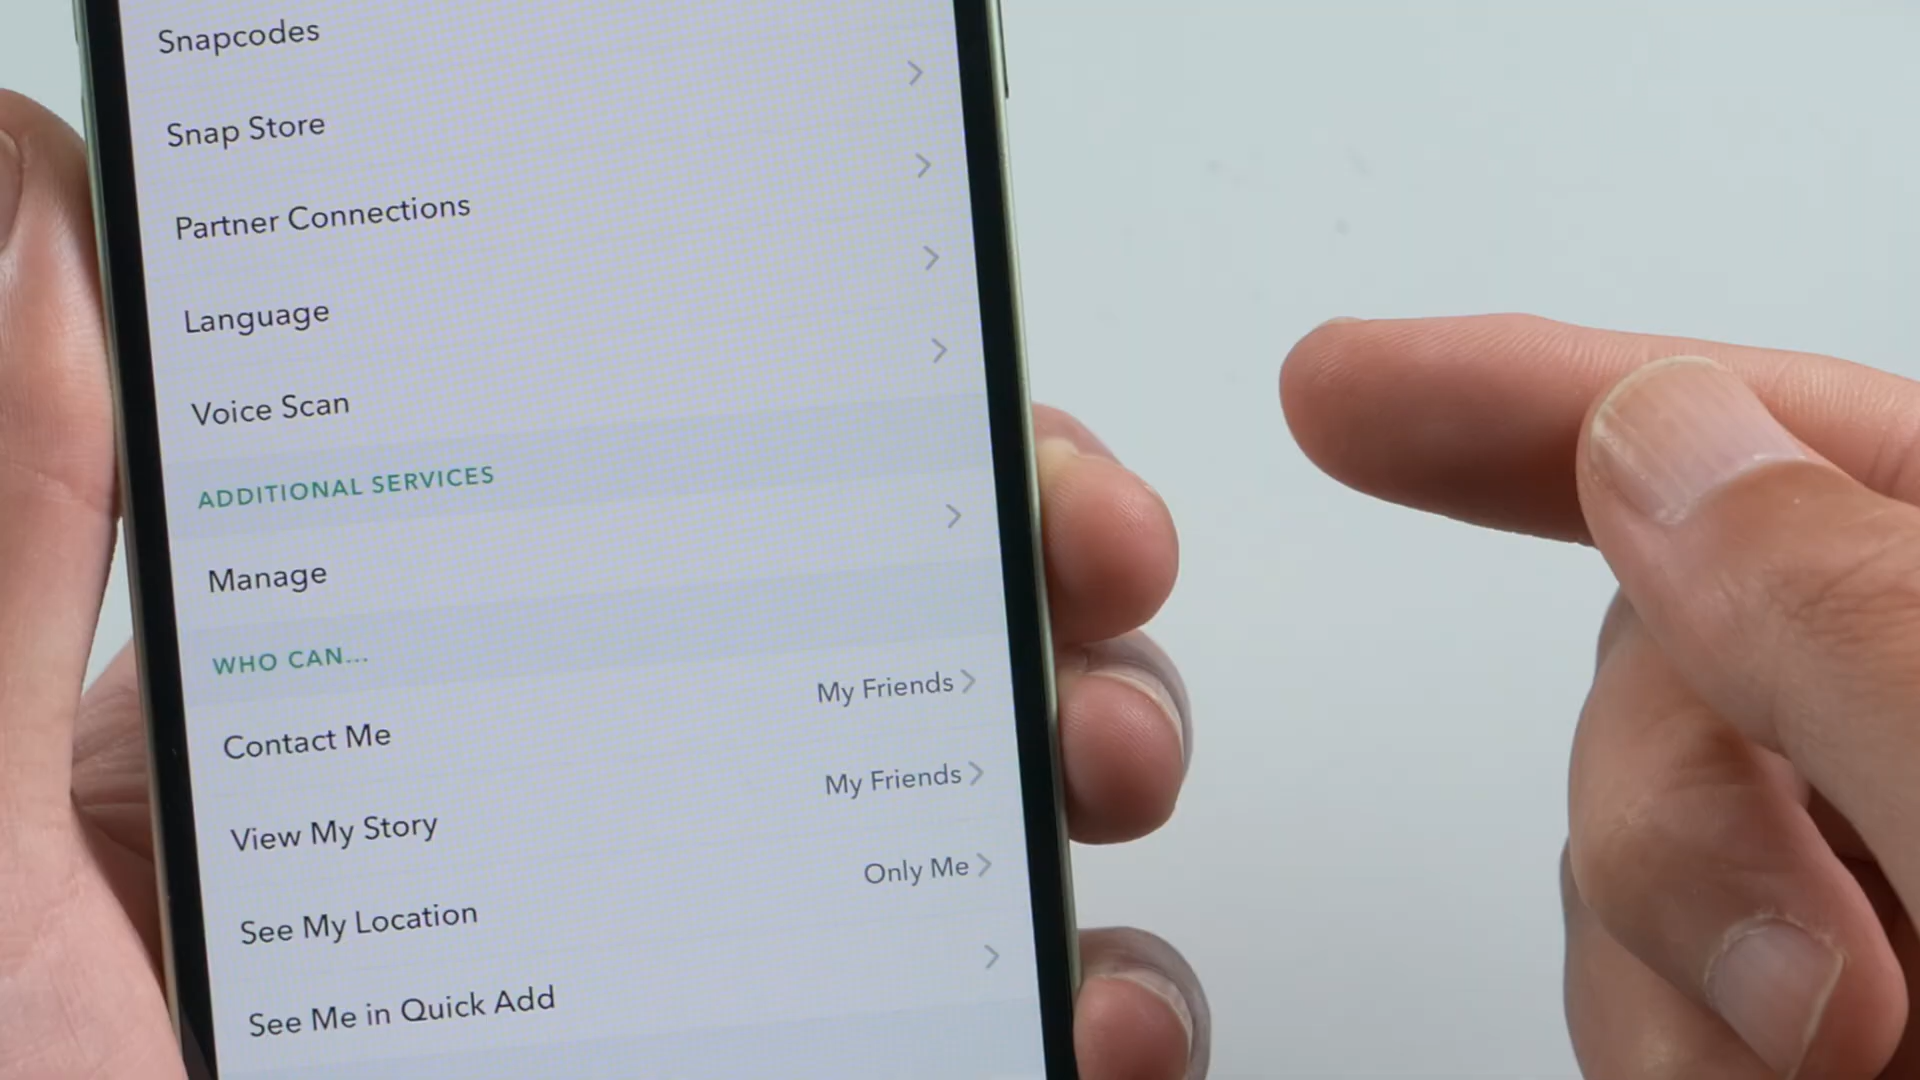 Snapcodes
Snap Store
Partner Connections
Language
Voice Scan
ADDITIONAL SERVICES
Manage
WHO CAN...
Contact Me My Friends
View My Story My Friends
See My Location Only Me
See Me in Quick Add